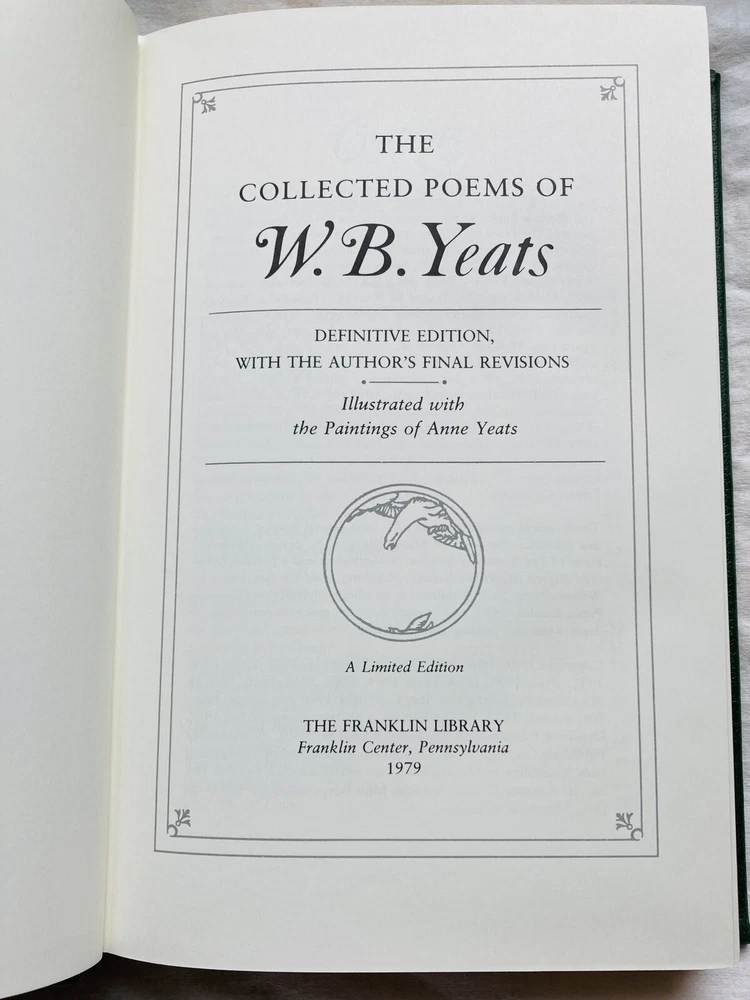 THE
COLLECTED POEMS OF
W. B. Yeats
DEFINITIVE EDITION,
WITH THE AUTHOR'S FINAL REVISIONS
Illustrated with
the Paintings of Anne Yeats
A Limited Edition
THE FRANKLIN LIBRARY
Franklin Center, Pennsylvania
1979